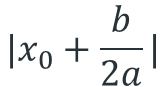 |x₀ + b/2a|